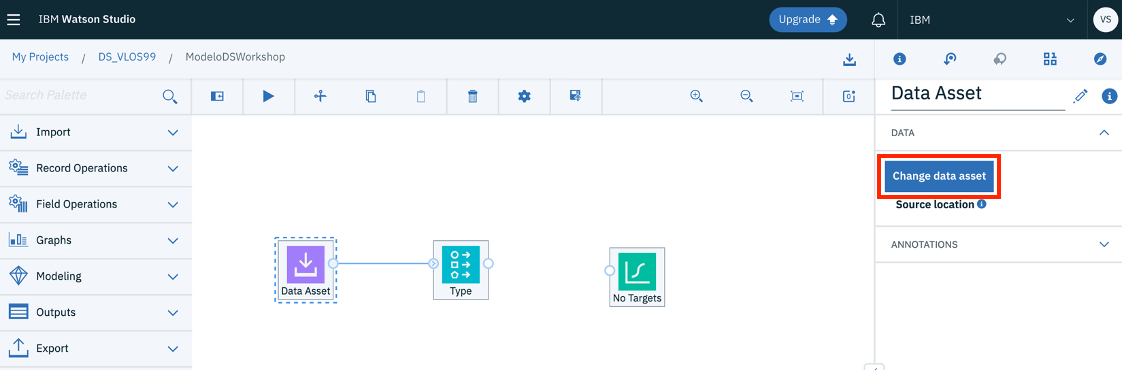 IBM Watson Studio
Upgrade
IBM
VS
My Projects / DS_VLOS99 / ModeloDSWorkshop
Search Palette
Import
Record Operations
Field Operations
Graphs
Modeling
Outputs
Export
Data Asset
Type
No Targets
Data Asset
DATA
Change data asset
Source location
ANNOTATIONS